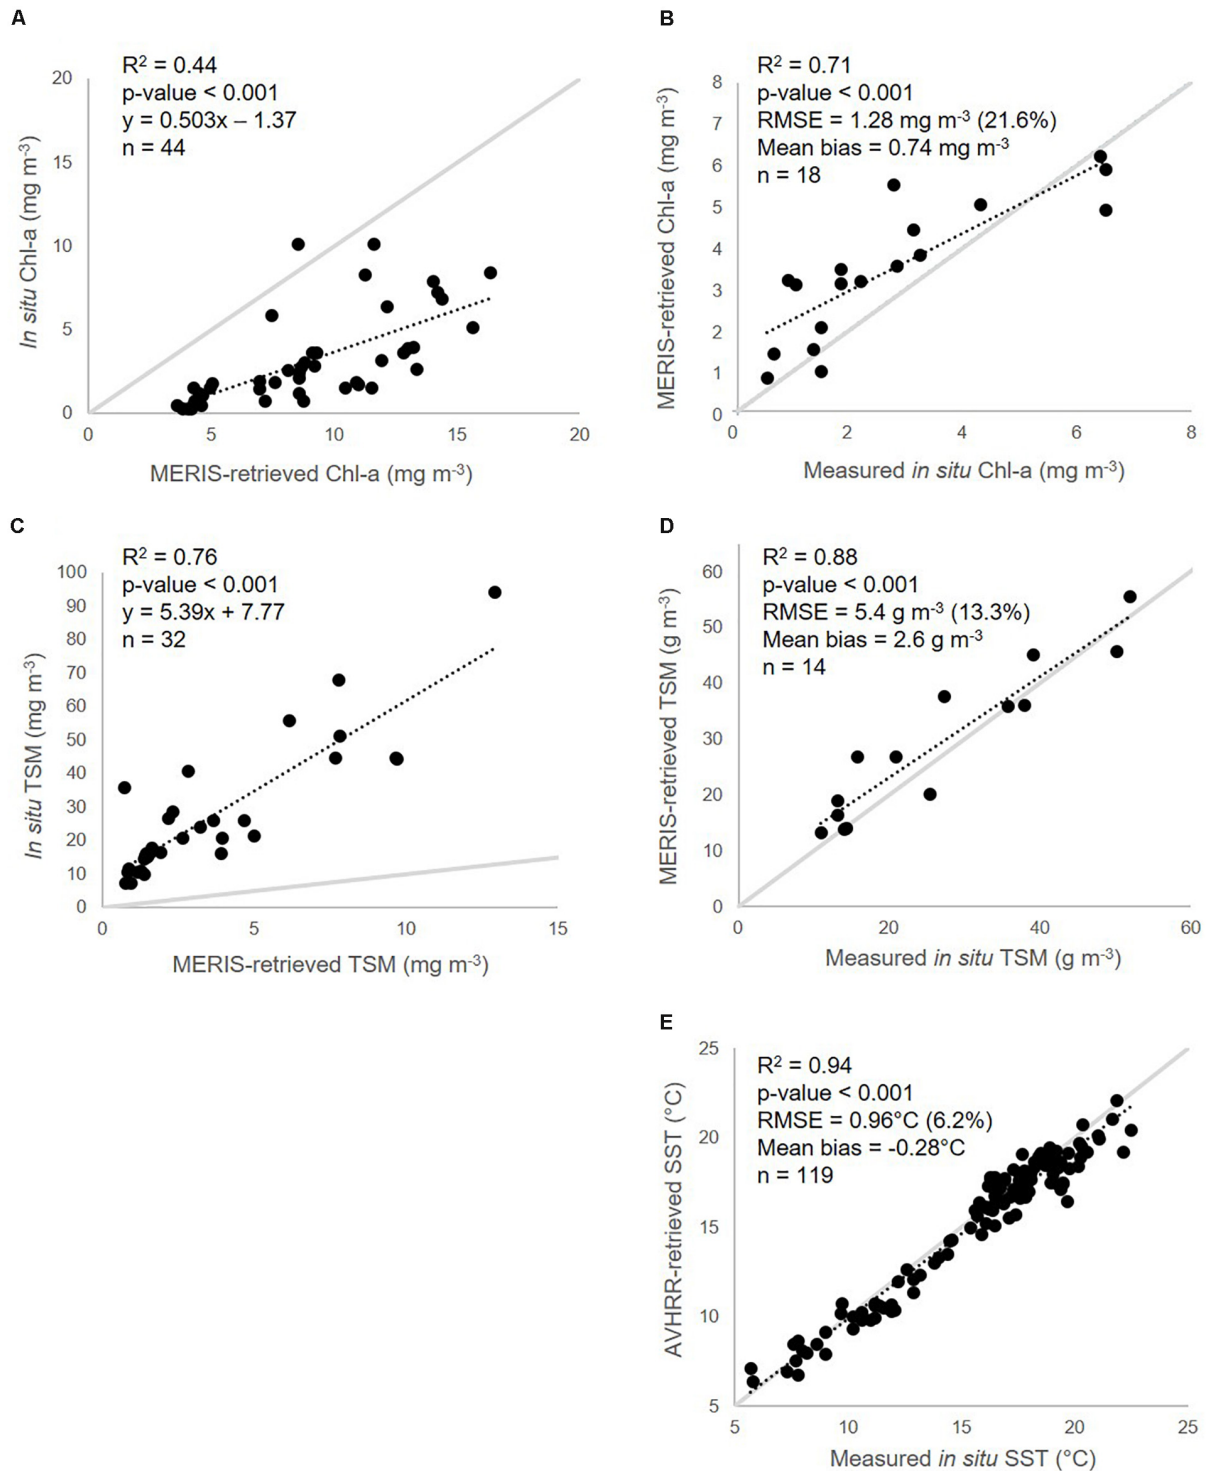 A
R² = 0.44
p-value < 0.001
y = 0.503x – 1.37
n = 44
In situ Chl-a (mg m-3)
20
15
10
5
0
0 5 10 15 20
MERIS-retrieved Chl-a (mg m-3)
B
R² = 0.71
p-value < 0.001
RMSE = 1.28 mg m-3 (21.6%)
Mean bias = 0.74 mg m-3
n = 18
MERIS-retrieved Chl-a (mg m-3)
8
7
6
5
4
3
2
1
0
0 2 4 6 8
Measured in situ Chl-a (mg m-3)
C
R² = 0.76
p-value < 0.001
y = 5.39x + 7.77
n = 32
In situ TSM (mg m-3)
100
90
80
70
60
50
40
30
20
10
0
0 5 10 15
MERIS-retrieved TSM (mg m-3)
D
R² = 0.88
p-value < 0.001
RMSE = 5.4 g m-3 (13.3%)
Mean bias = 2.6 g m-3
n = 14
MERIS-retrieved TSM (g m-3)
60
50
40
30
20
10
0
0 20 40 60
Measured in situ TSM (g m-3)
E
R² = 0.94
p-value < 0.001
RMSE = 0.96°C (6.2%)
Mean bias = -0.28°C
n = 119
AVHRR-retrieved SST (°C)
25
20
15
10
5
5 10 15 20 25
Measured in situ SST (°C)